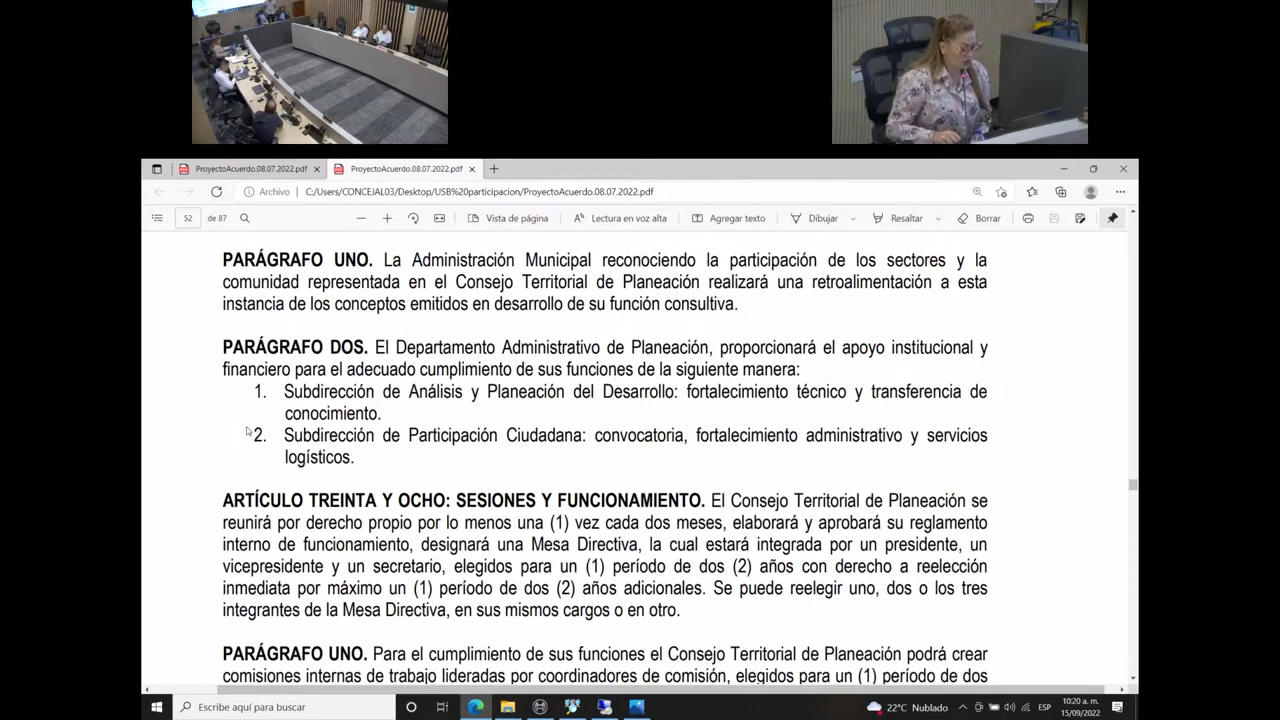 ProyectoAcuerdo.08.07.2022.pdf
ProyectoAcuerdo.08.07.2022.pdf
Archivo
C:/Users/CONCEJAL03/Desktop/USB%20participacion/ProyectoAcuerdo.08.07.2022.pdf
52 de 87
Vista de página
Lectura en voz alta
Agregar texto
Dibujar
Resaltar
Borrar
PARÁGRAFO UNO. La Administración Municipal reconociendo la participación de los sectores y la
comunidad representada en el Consejo Territorial de Planeación realizará una retroalimentación a esta
instancia de los conceptos emitidos en desarrollo de su función consultiva.
PARÁGRAFO DOS. El Departamento Administrativo de Planeación, proporcionará el apoyo institucional y
financiero para el adecuado cumplimiento de sus funciones de la siguiente manera:
1. Subdirección de Análisis y Planeación del Desarrollo: fortalecimiento técnico y transferencia de
conocimiento.
2. Subdirección de Participación Ciudadana: convocatoria, fortalecimiento administrativo y servicios
logísticos.
ARTÍCULO TREINTA Y OCHO: SESIONES Y FUNCIONAMIENTO. El Consejo Territorial de Planeación se
reunirá por derecho propio por lo menos una (1) vez cada dos meses, elaborará y aprobará su reglamento
interno de funcionamiento, designará una Mesa Directiva, la cual estará integrada por un presidente, un
vicepresidente y un secretario, elegidos para un (1) período de dos (2) años con derecho a reelección
inmediata por máximo un (1) período de dos (2) años adicionales. Se puede reelegir uno, dos o los tres
integrantes de la Mesa Directiva, en sus mismos cargos o en otro.
PARÁGRAFO UNO. Para el cumplimiento de sus funciones el Consejo Territorial de Planeación podrá crear
comisiones internas de trabajo lideradas por coordinadores de comisión, elegidos para un (1) período de dos
Escribe aquí para buscar
22°C Nublado
ESP
10:20 a. m.
15/09/2022